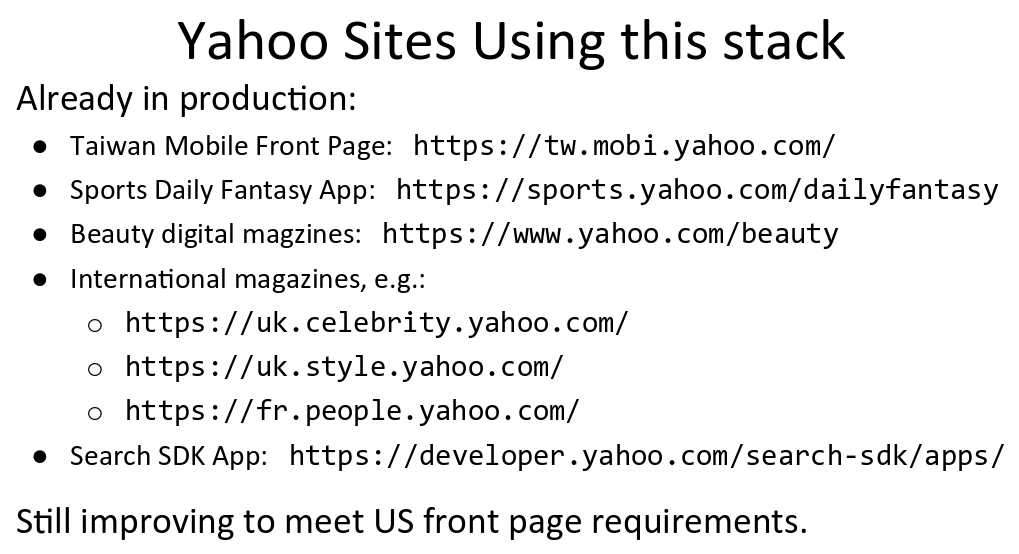 Yahoo Sites Using this stack
Already in production:
● Taiwan Mobile Front Page: https://tw.mobi.yahoo.com/
● Sports Daily Fantasy App: https://sports.yahoo.com/dailyfantasy
● Beauty digital magzines: https://www.yahoo.com/beauty
● International magazines, e.g.:
○ https://uk.celebrity.yahoo.com/
○ https://uk.style.yahoo.com/
○ https://fr.people.yahoo.com/
● Search SDK App: https://developer.yahoo.com/search-sdk/apps/
Still improving to meet US front page requirements.